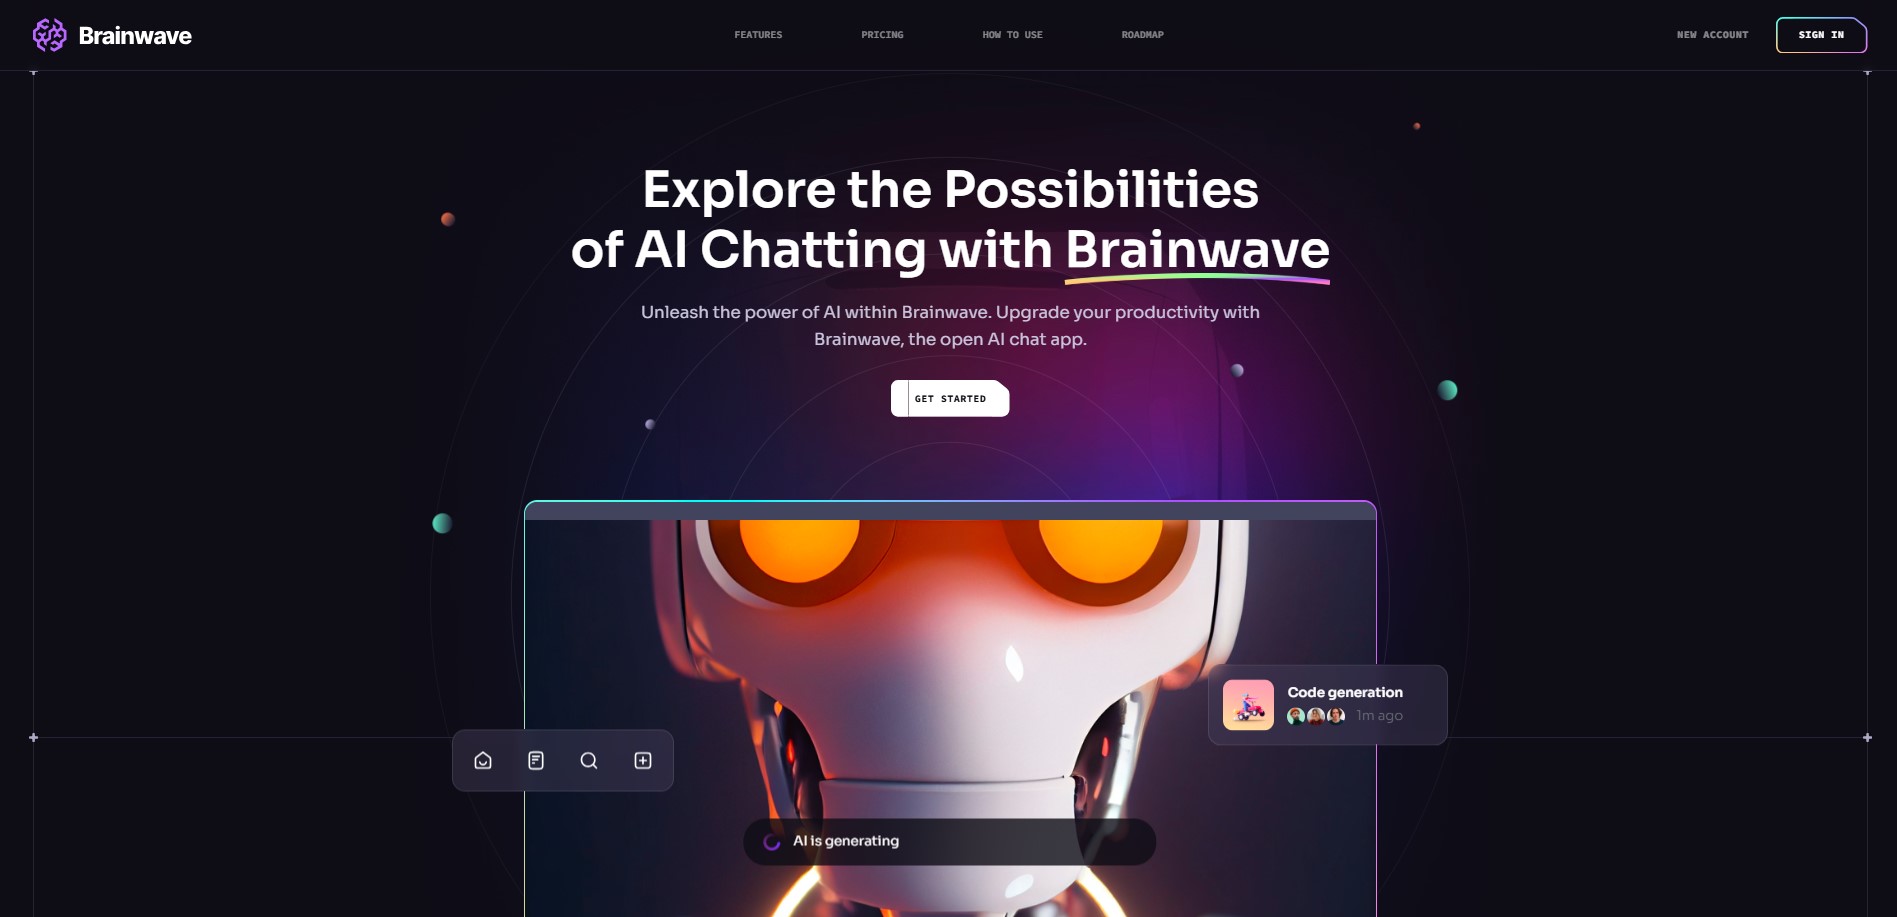 Brainwave
FEATURES
PRICING
HOW TO USE
ROADMAP
NEW ACCOUNT
SIGN IN
Explore the Possibilities
of AI Chatting with Brainwave
Unleash the power of AI within Brainwave. Upgrade your productivity with
Brainwave, the open AI chat app.
GET STARTED
Code generation
1m ago
AI is generating